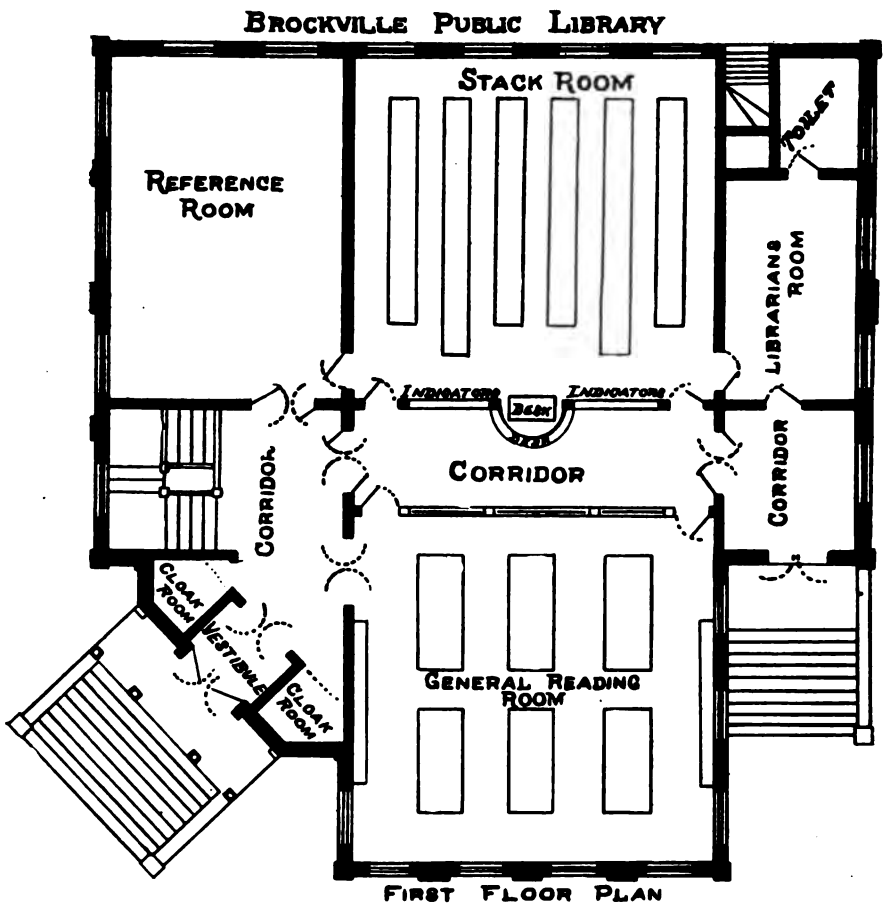 BROCKVILLE PUBLIC LIBRARY
STACK ROOM
TOILET
REFERENCE
ROOM
LIBRARIANS
ROOM
INDICATORS
INDICATORS
DESK
DESK
CORRIDOR
CORRIDOR
CORRIDOR
CLOAK
ROOM
VESTIBULE
CLOAK
ROOM
GENERAL READING
ROOM
FIRST FLOOR PLAN